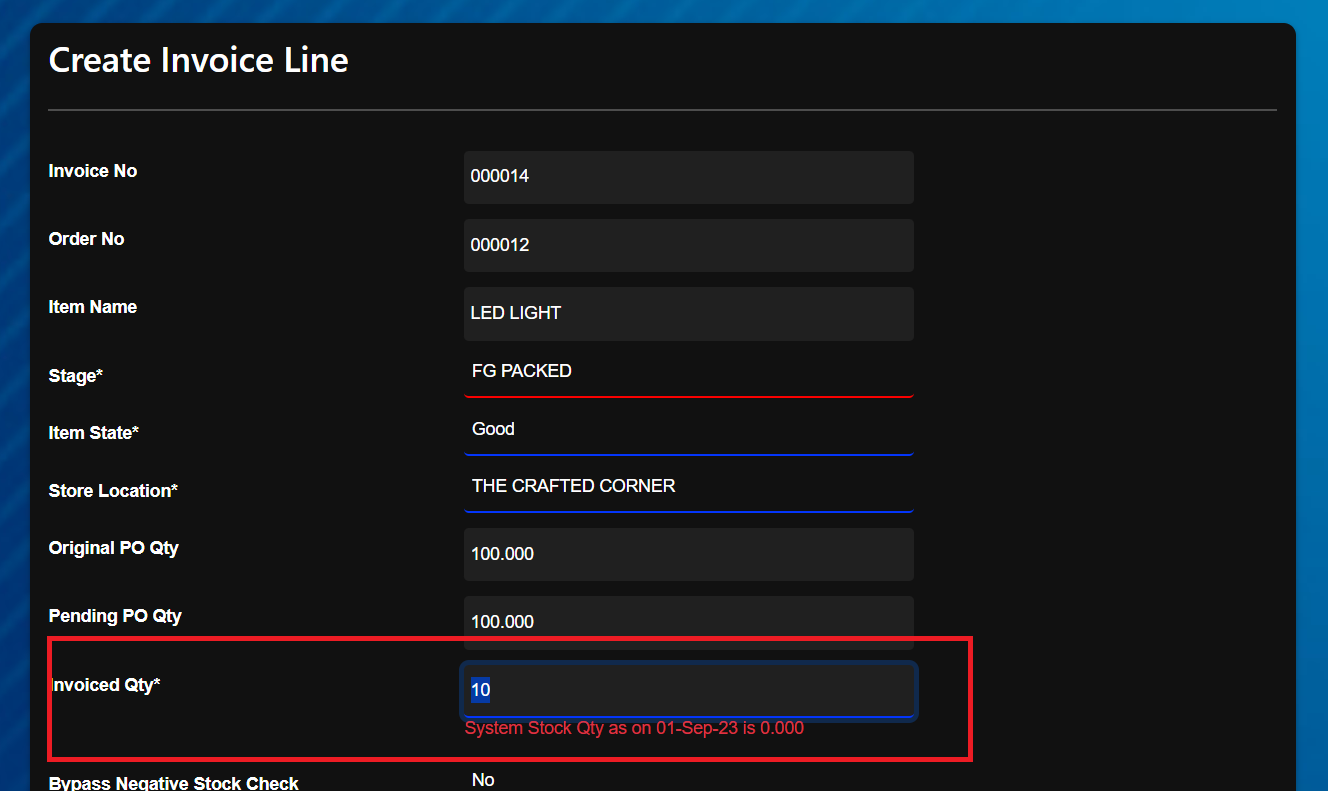 Create Invoice Line
Invoice No 000014
Order No 000012
Item Name LED LIGHT
Stage* FG PACKED
Item State* Good
Store Location* THE CRAFTED CORNER
Original PO Qty 100.000
Pending PO Qty 100.000
Invoiced Qty* 10
System Stock Qty as on 01-Sep-23 is 0.000
Bypass Negative Stock Check No